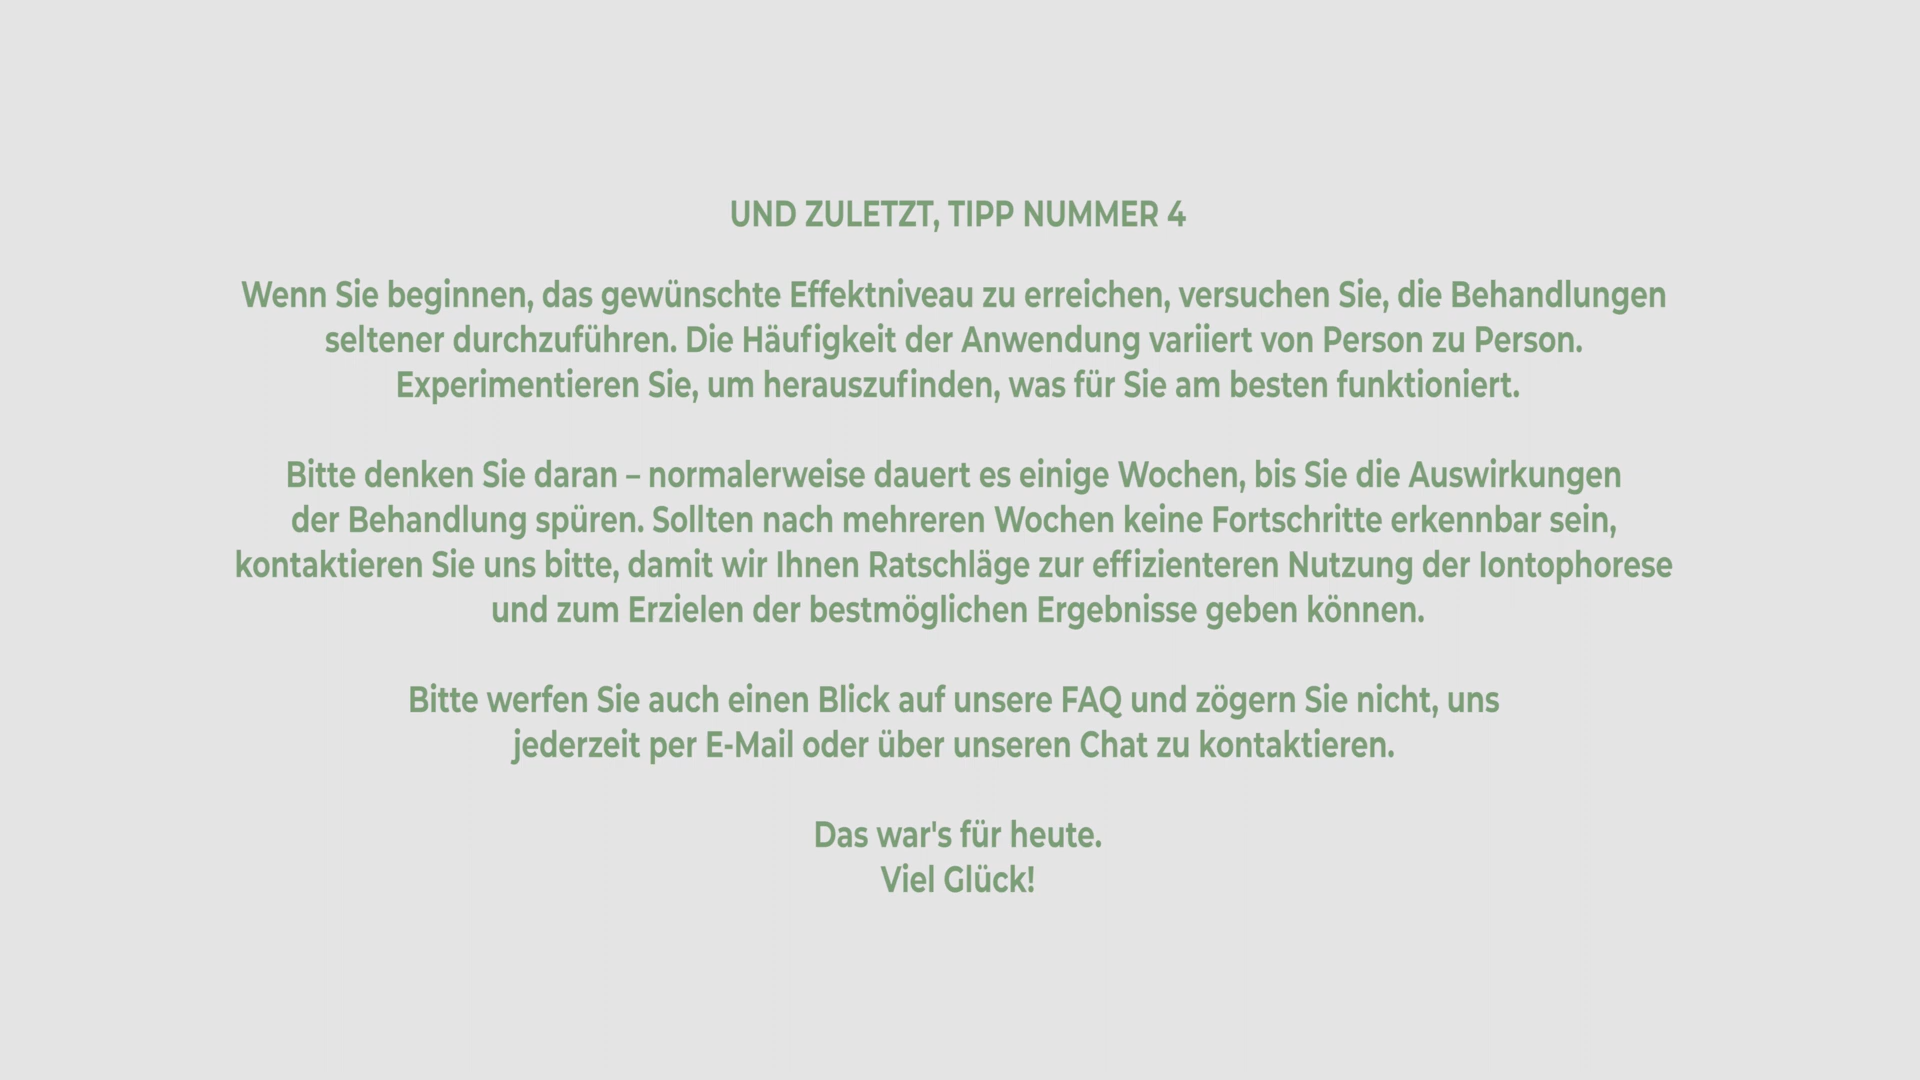 UND ZULETZT, TIPP NUMMER 4
Wenn Sie beginnen, das gewünschte Effektniveau zu erreichen, versuchen Sie, die Behandlungen
seltener durchzuführen. Die Häufigkeit der Anwendung variiert von Person zu Person.
Experimentieren Sie, um herauszufinden, was für Sie am besten funktioniert.
Bitte denken Sie daran – normalerweise dauert es einige Wochen, bis Sie die Auswirkungen
der Behandlung spüren. Sollten nach mehreren Wochen keine Fortschritte erkennbar sein,
kontaktieren Sie uns bitte, damit wir Ihnen Ratschläge zur effizienteren Nutzung der Iontophorese
und zum Erzielen der bestmöglichen Ergebnisse geben können.
Bitte werfen Sie auch einen Blick auf unsere FAQ und zögern Sie nicht, uns
jederzeit per E-Mail oder über unseren Chat zu kontaktieren.
Das war's für heute.
Viel Glück!